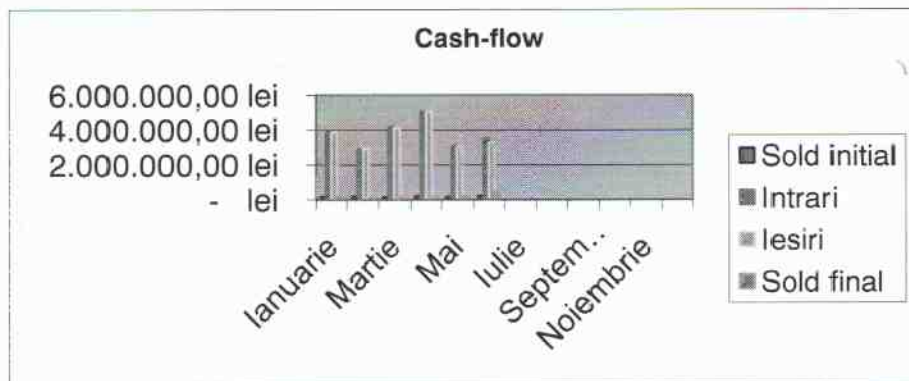 Cash-flow
6.000.000,00 lei
4.000.000,00 lei
2.000.000,00 lei
- lei
Ianuarie
Martie
Mai
Iulie
Septem...
Noiembrie
Sold initial
Intrari
Iesiri
Sold final